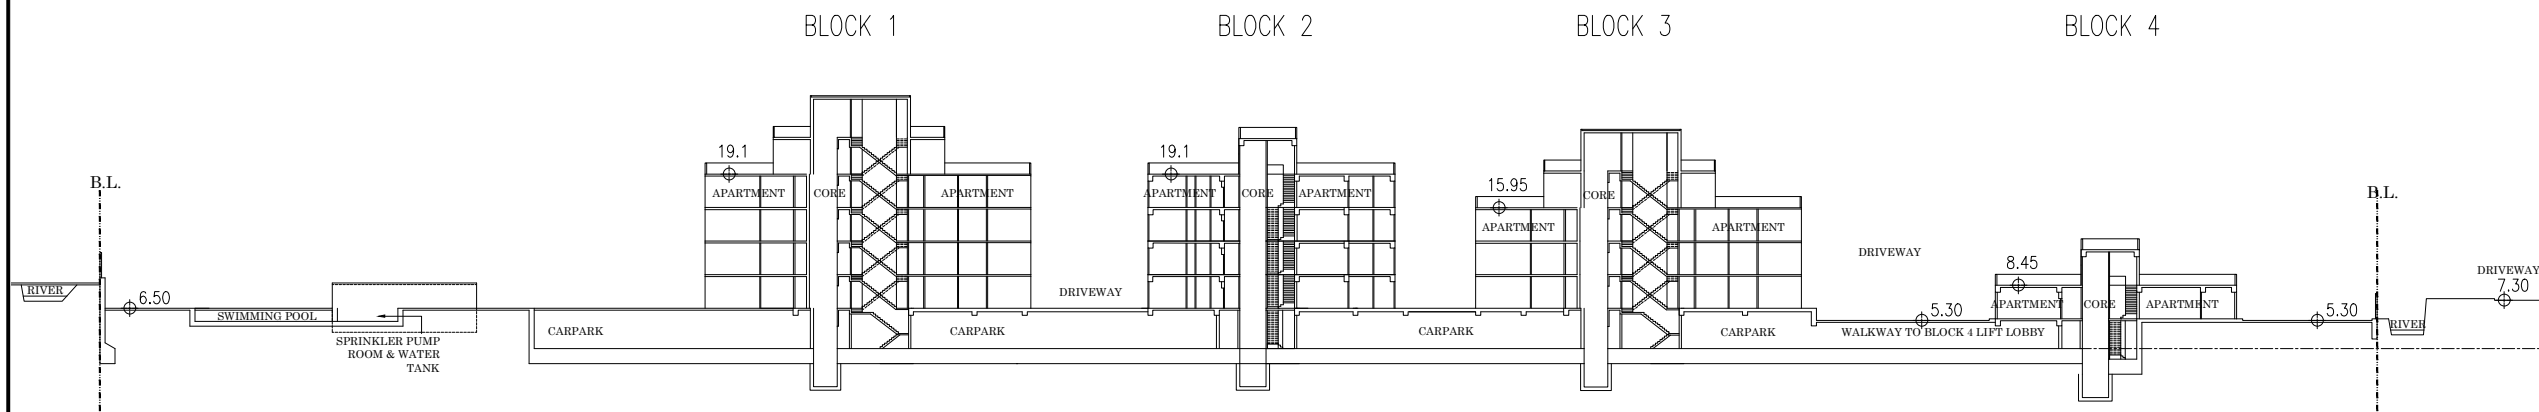 BLOCK 1
BLOCK 2
BLOCK 3
BLOCK 4
19.1
19.1
15.95
B.L.
B.L.
APARTMENT
CORE
APARTMENT
APARTMENT
CORE
APARTMENT
CORE
APARTMENT
APARTMENT
DRIVEWAY
8.45
DRIVEWAY
7.30
RIVER
6.50
DRIVEWAY
APARTMENT
CORE
APARTMENT
SWIMMING POOL
5.30
5.30
RIVER
CARPARK
CARPARK
CARPARK
CARPARK
WALKWAY TO BLOCK 4 LIFT LOBBY
SPRINKLER PUMP
ROOM & WATER
TANK